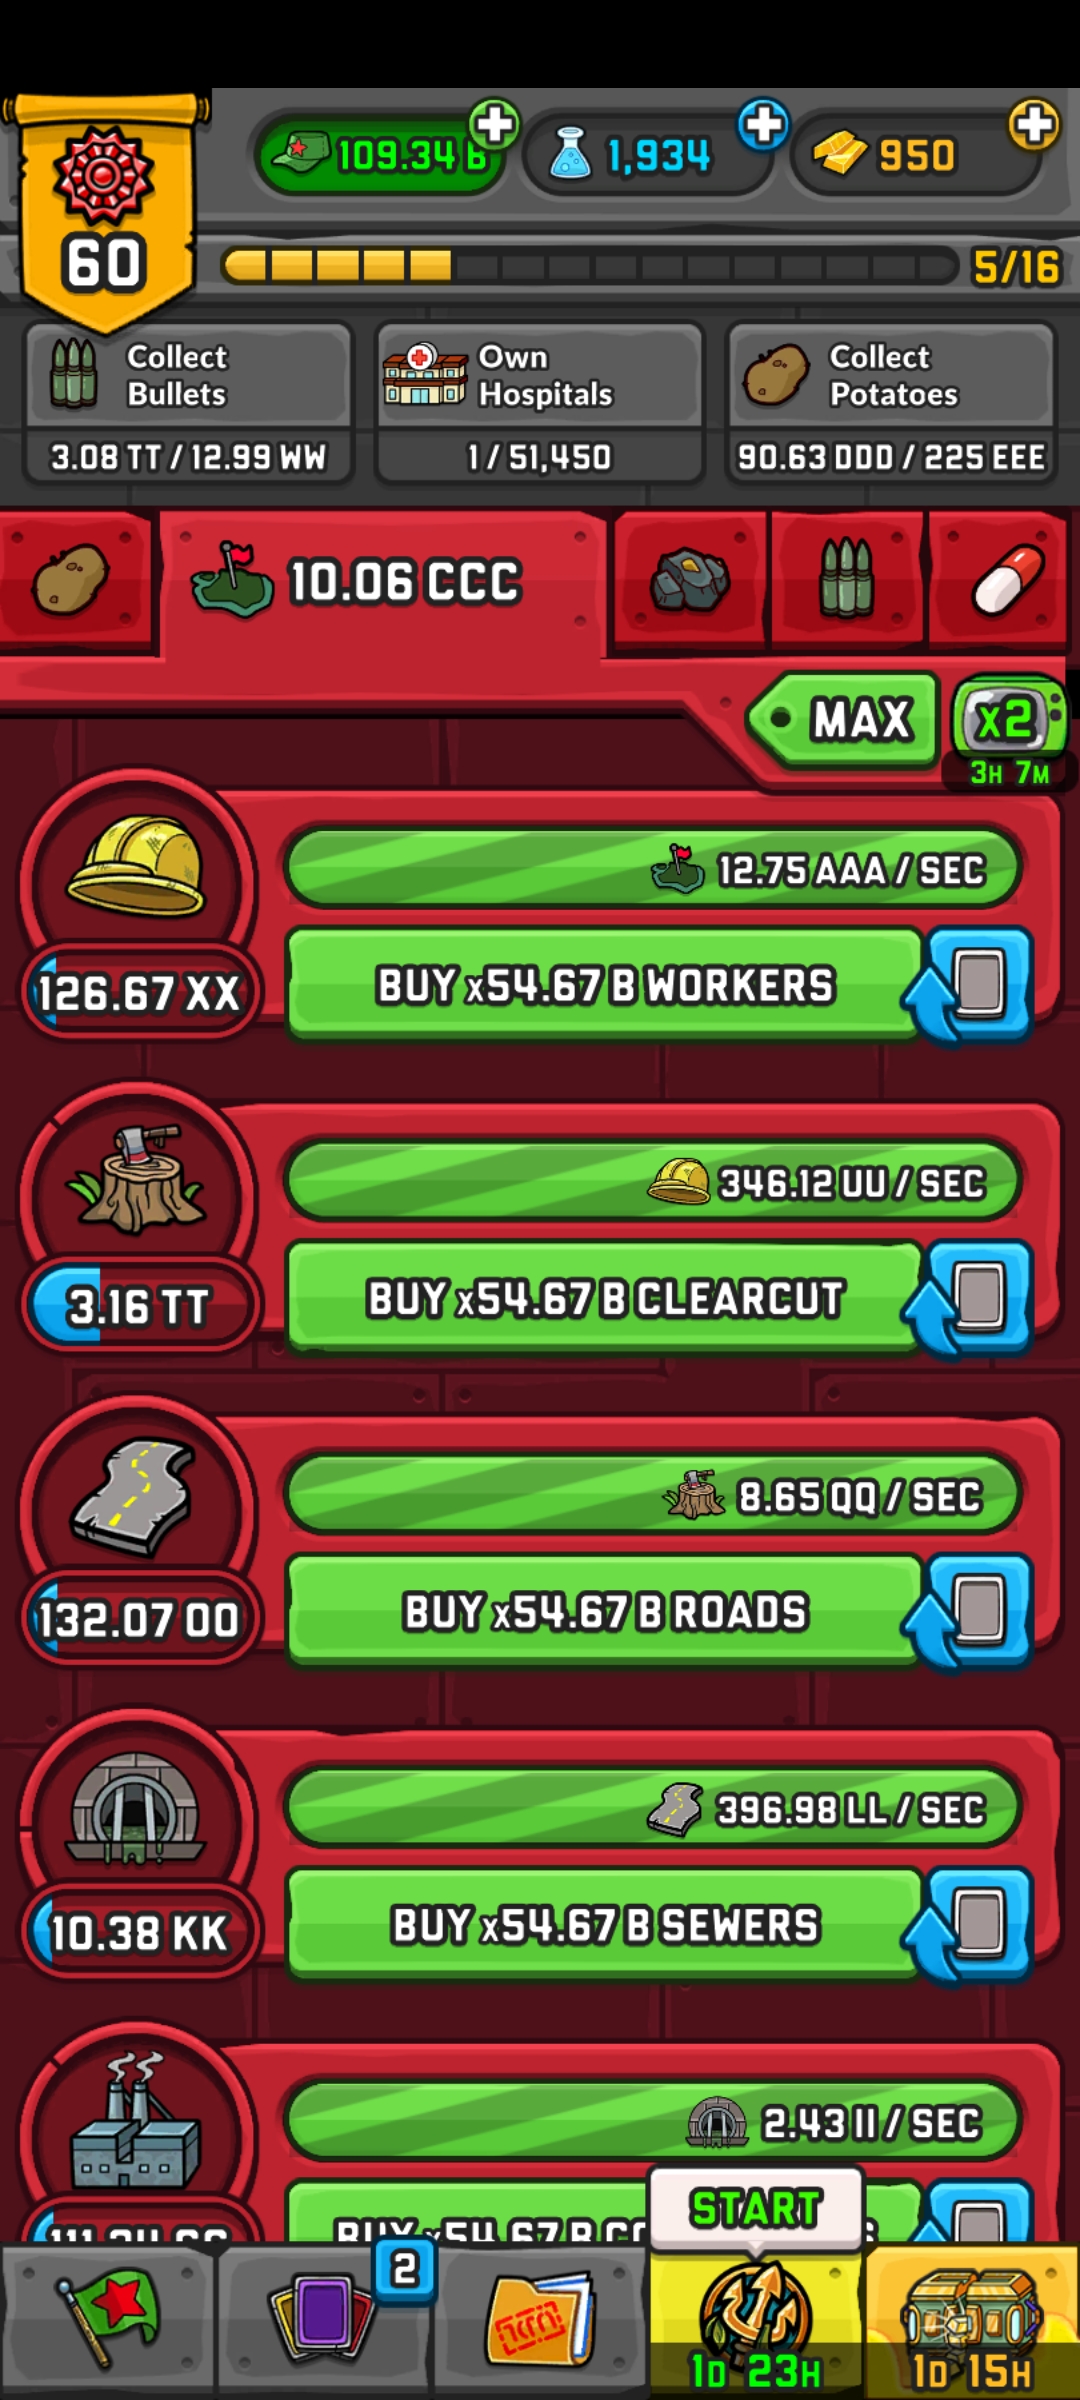 109.34 B
1,934
950
60
5/16
Collect
Bullets
3.08 TT / 12.99 WW
Own
Hospitals
1 / 51,450
Collect
Potatoes
90.63 DDD / 225 EEE
10.06 CCC
MAX
x2
3H 7M
12.75 AAA / SEC
126.67 XX
BUY x54.67 B WORKERS
346.12 UU / SEC
3.16 TT
BUY x54.67 B CLEARCUT
8.65 QQ / SEC
132.07 OO
BUY x54.67 B ROADS
396.98 LL / SEC
10.38 KK
BUY x54.67 B SEWERS
2.43 II / SEC
BUY x54.67 B
START
2
1D 23H
1D 15H